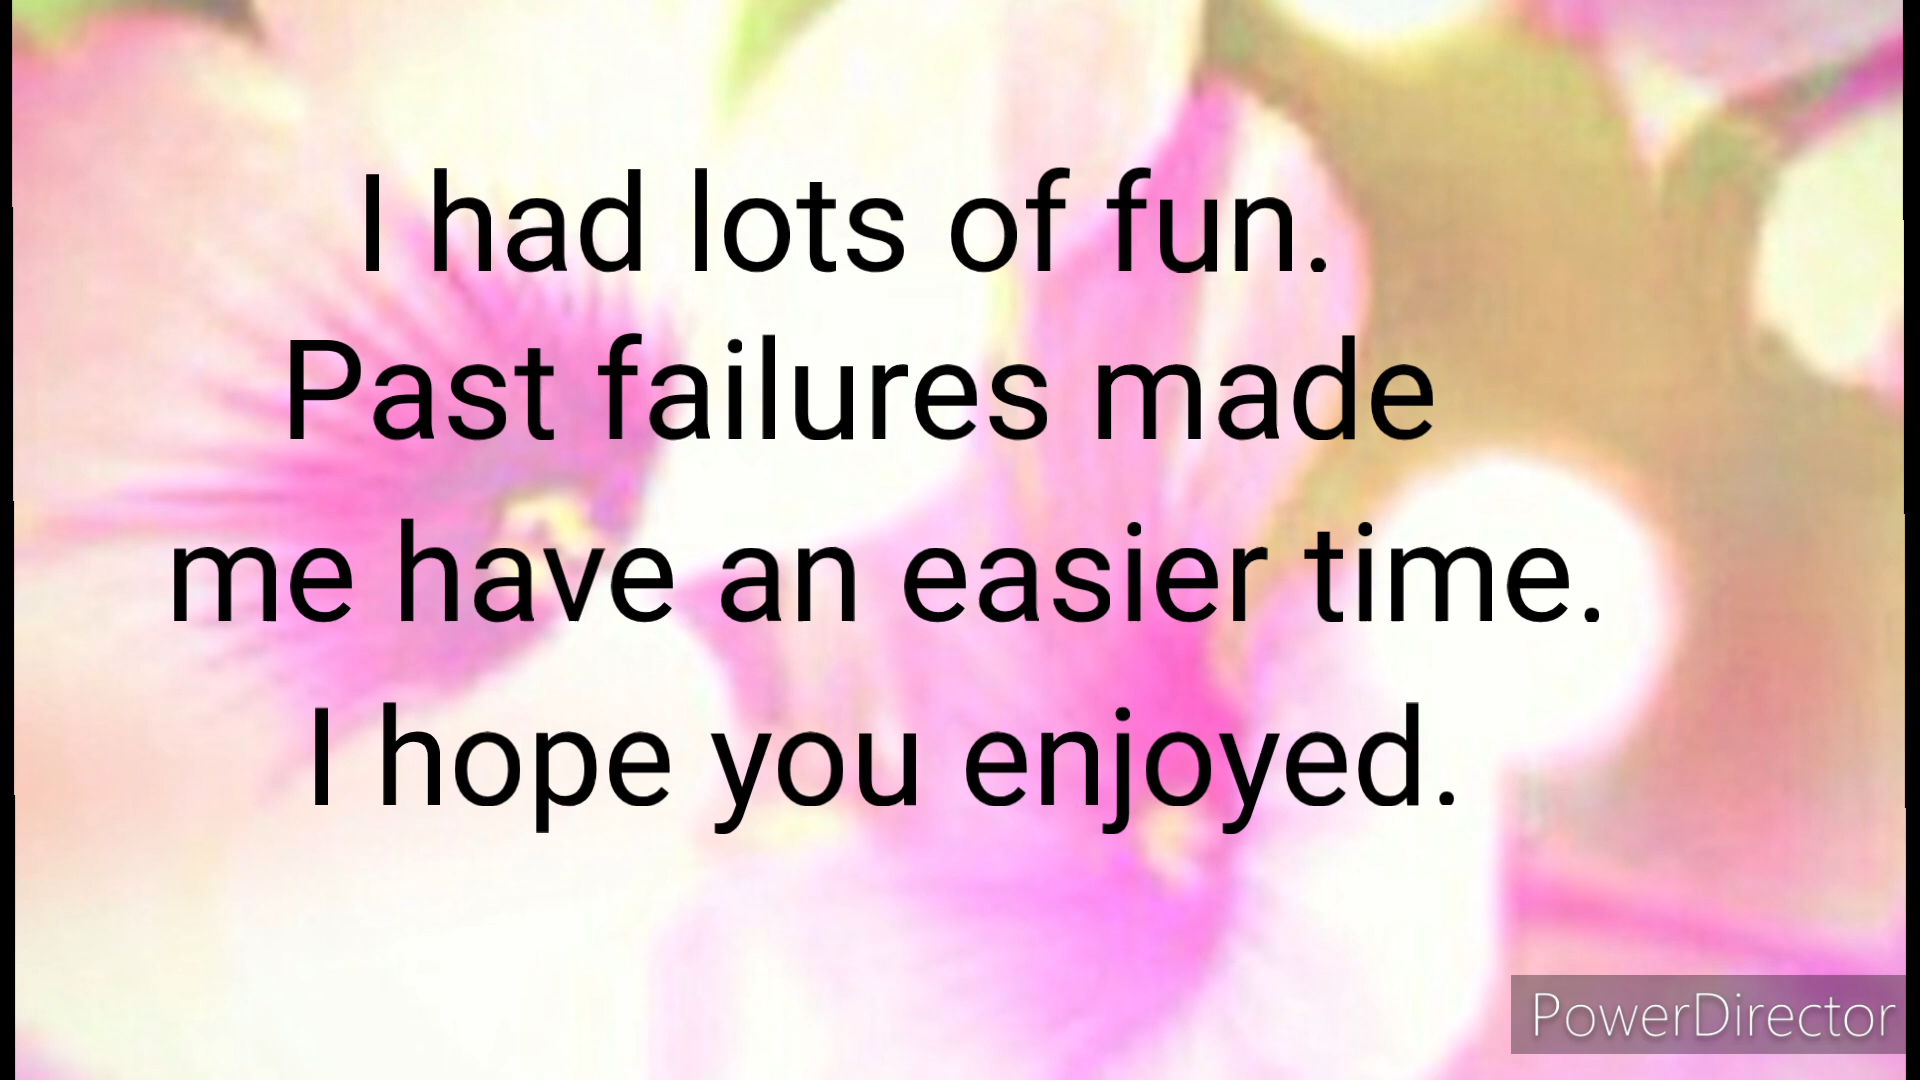 I had lots of fun.
Past failures made
me have an easier time.
I hope you enjoyed.
PowerDirector